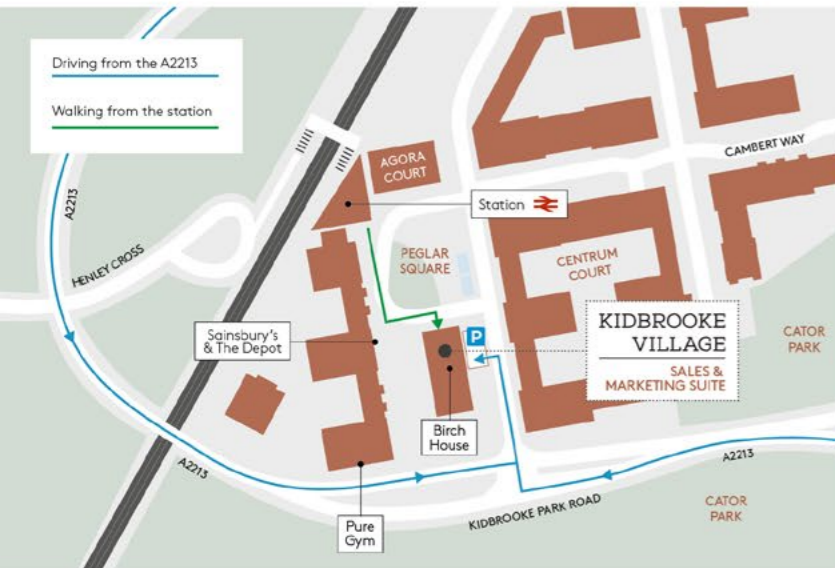 Driving from the A2213
Walking from the station
AGORA
COURT
CAMBERT WAY
Station
A2213
HENLEY CROSS
PEGLAR
SQUARE
CENTRUM
COURT
KIDBROOKE
VILLAGE
SALES &
MARKETING SUITE
P
CATOR
PARK
Sainsbury's
& The Depot
Birch
House
A2213
A2213
KIDBROOKE PARK ROAD
CATOR
PARK
Pure
Gym